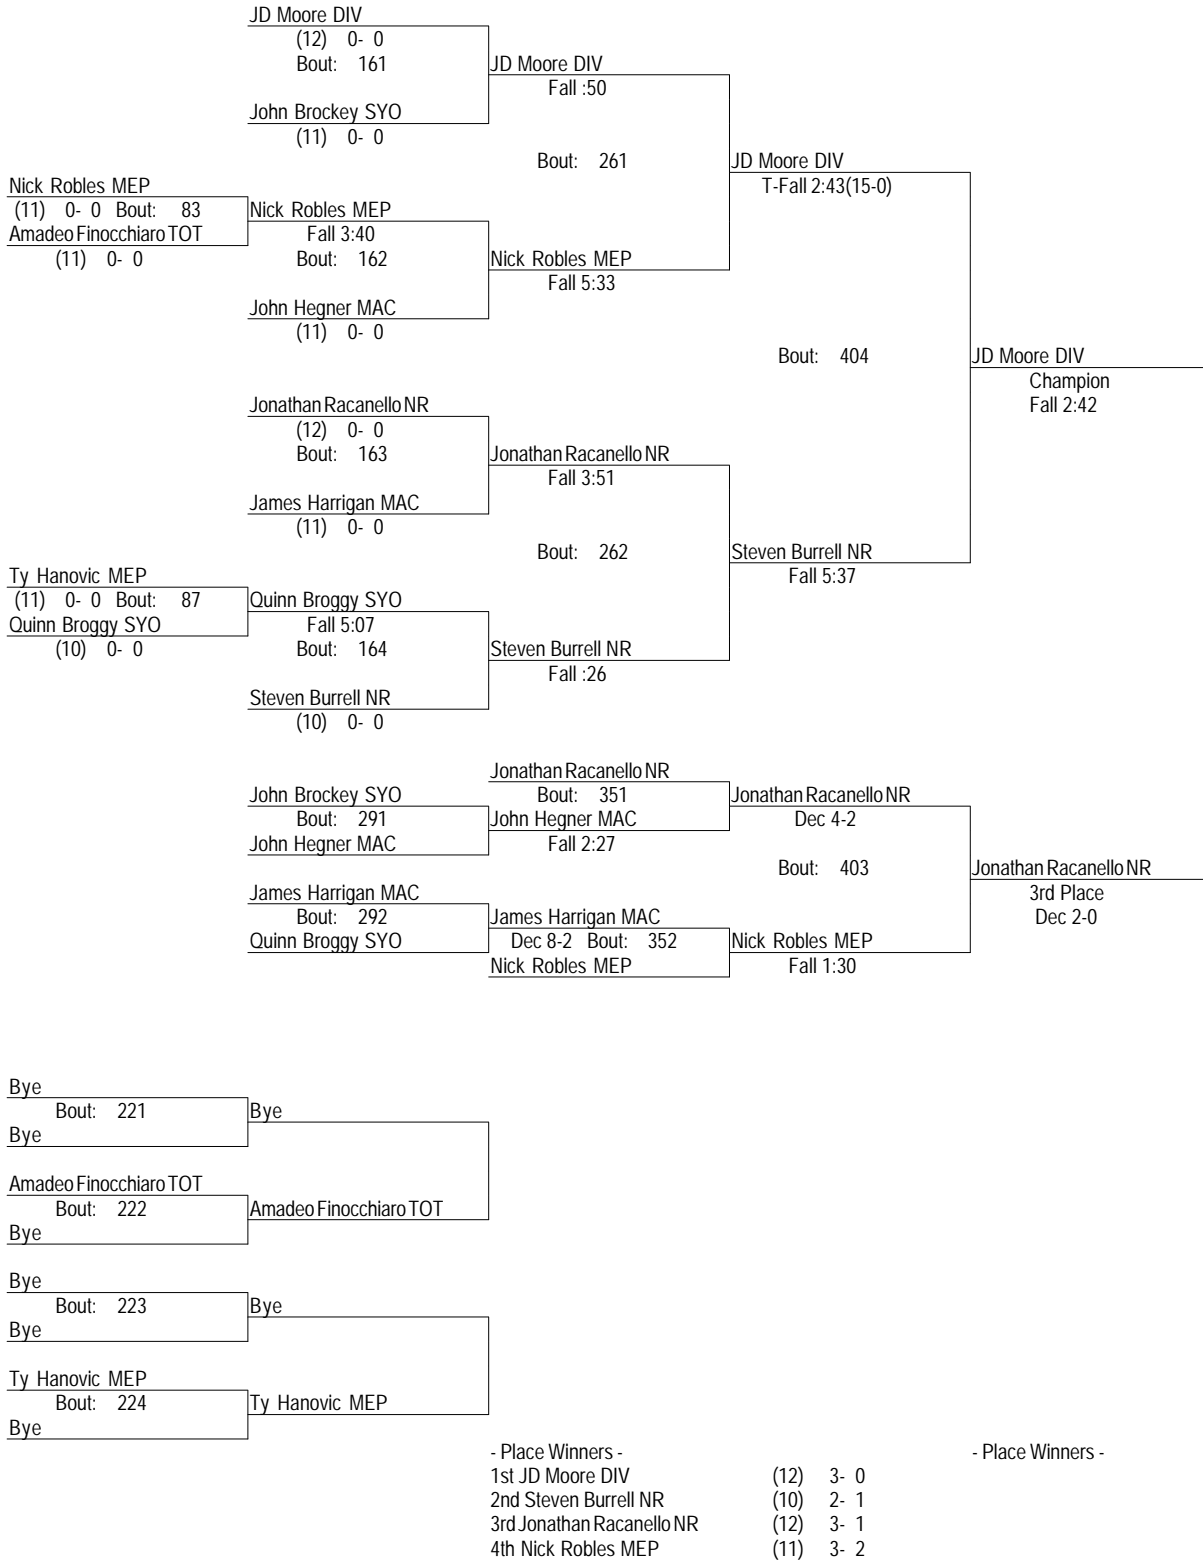 JD Moore DIV
(12) 0- 0
Bout: 161
JD Moore DIV
Fall :50
John Brockey SYO
(11) 0- 0
Bout: 261
JD Moore DIV
T-Fall 2:43(15-0)
Nick Robles MEP
(11) 0- 0 Bout: 83
Nick Robles MEP
Amadeo Finocchiaro TOT
Fall 3:40
(11) 0- 0
Bout: 162
Nick Robles MEP
Fall 5:33
John Hegner MAC
(11) 0- 0
Bout: 404
JD Moore DIV
Champion
Fall 2:42
Jonathan Racanello NR
(12) 0- 0
Bout: 163
Jonathan Racanello NR
Fall 3:51
James Harrigan MAC
(11) 0- 0
Bout: 262
Steven Burrell NR
Fall 5:37
Ty Hanovic MEP
(11) 0- 0 Bout: 87
Quinn Broggy SYO
Quinn Broggy SYO
Fall 5:07
(10) 0- 0
Bout: 164
Steven Burrell NR
Fall :26
Steven Burrell NR
(10) 0- 0
Jonathan Racanello NR
John Brockey SYO
Bout: 351
Jonathan Racanello NR
Bout: 291
John Hegner MAC
Dec 4-2
John Hegner MAC
Fall 2:27
Bout: 403
Jonathan Racanello NR
3rd Place
Dec 2-0
James Harrigan MAC
Bout: 292
James Harrigan MAC
Quinn Broggy SYO
Dec 8-2 Bout: 352
Nick Robles MEP
Nick Robles MEP
Fall 1:30
Bye
Bout: 221
Bye
Bye
Amadeo Finocchiaro TOT
Bout: 222
Amadeo Finocchiaro TOT
Bye
Bye
Bout: 223
Bye
Bye
Ty Hanovic MEP
Bout: 224
Ty Hanovic MEP
Bye
- Place Winners -
- Place Winners -
1st JD Moore DIV (12) 3- 0
2nd Steven Burrell NR (10) 2- 1
3rd Jonathan Racanello NR (12) 3- 1
4th Nick Robles MEP (11) 3- 2